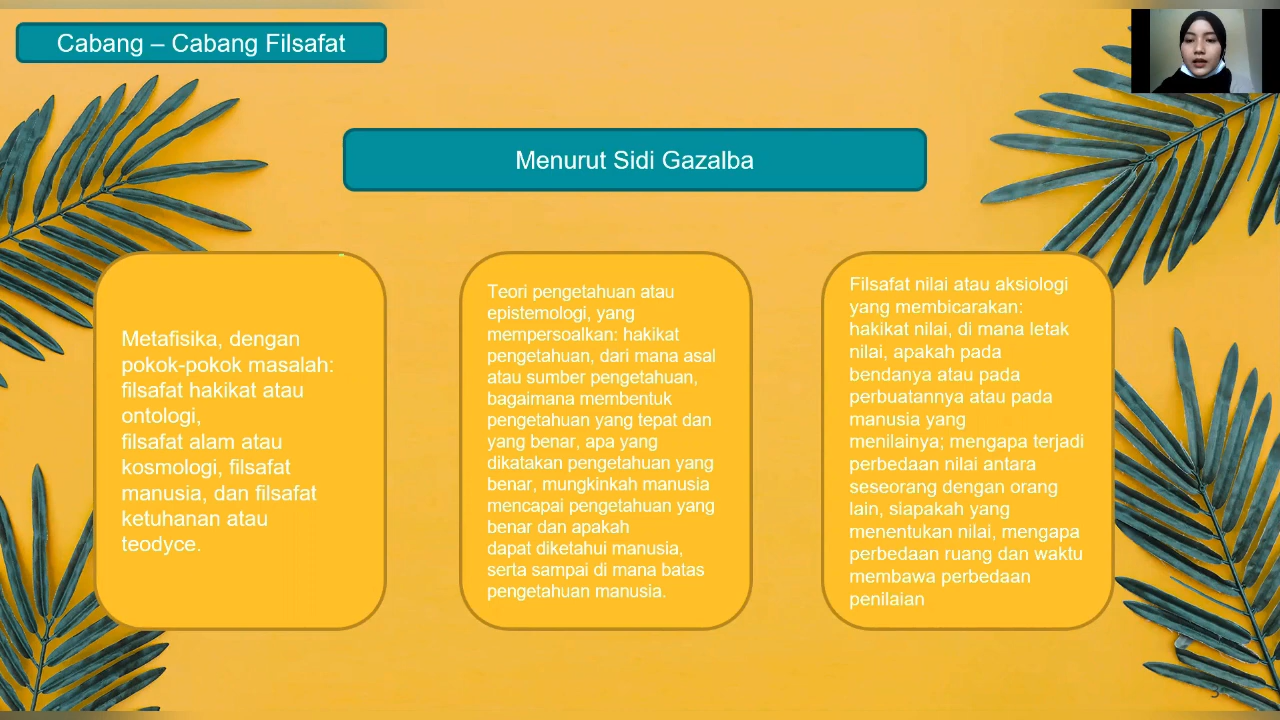 Cabang – Cabang Filsafat
Menurut Sidi Gazalba
Metafisika, dengan
pokok-pokok masalah:
filsafat hakikat atau
ontologi,
filsafat alam atau
kosmologi, filsafat
manusia, dan filsafat
ketuhanan atau
teodyce.
Teori pengetahuan atau
epistemologi, yang
mempersoalkan: hakikat
pengetahuan, dari mana asal
atau sumber pengetahuan,
bagaimana membentuk
pengetahuan yang tepat dan
yang benar, apa yang
dikatakan pengetahuan yang
benar, mungkinkah manusia
mencapai pengetahuan yang
benar dan apakah
dapat diketahui manusia,
serta sampai di mana batas
pengetahuan manusia.
Filsafat nilai atau aksiologi
yang membicarakan:
hakikat nilai, di mana letak
nilai, apakah pada
bendanya atau pada
perbuatannya atau pada
manusia yang
menilainya; mengapa terjadi
perbedaan nilai antara
seseorang dengan orang
lain, siapakah yang
menentukan nilai, mengapa
perbedaan ruang dan waktu
membawa perbedaan
penilaian
3